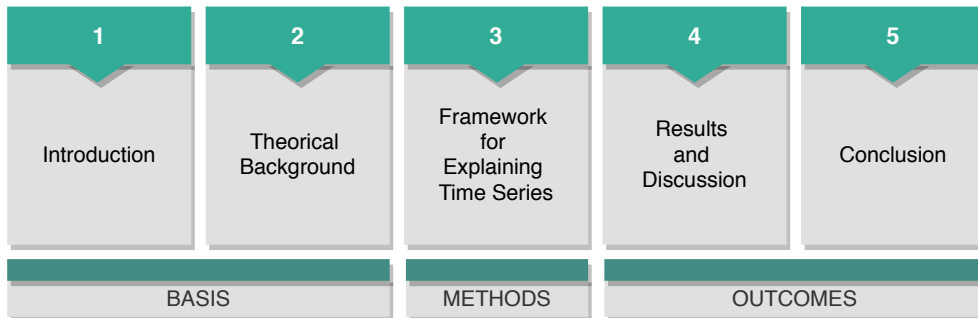 1
Introduction
2
Theorical
Background
3
Framework
for
Explaining
Time Series
4
Results
and
Discussion
5
Conclusion
BASIS
METHODS
OUTCOMES